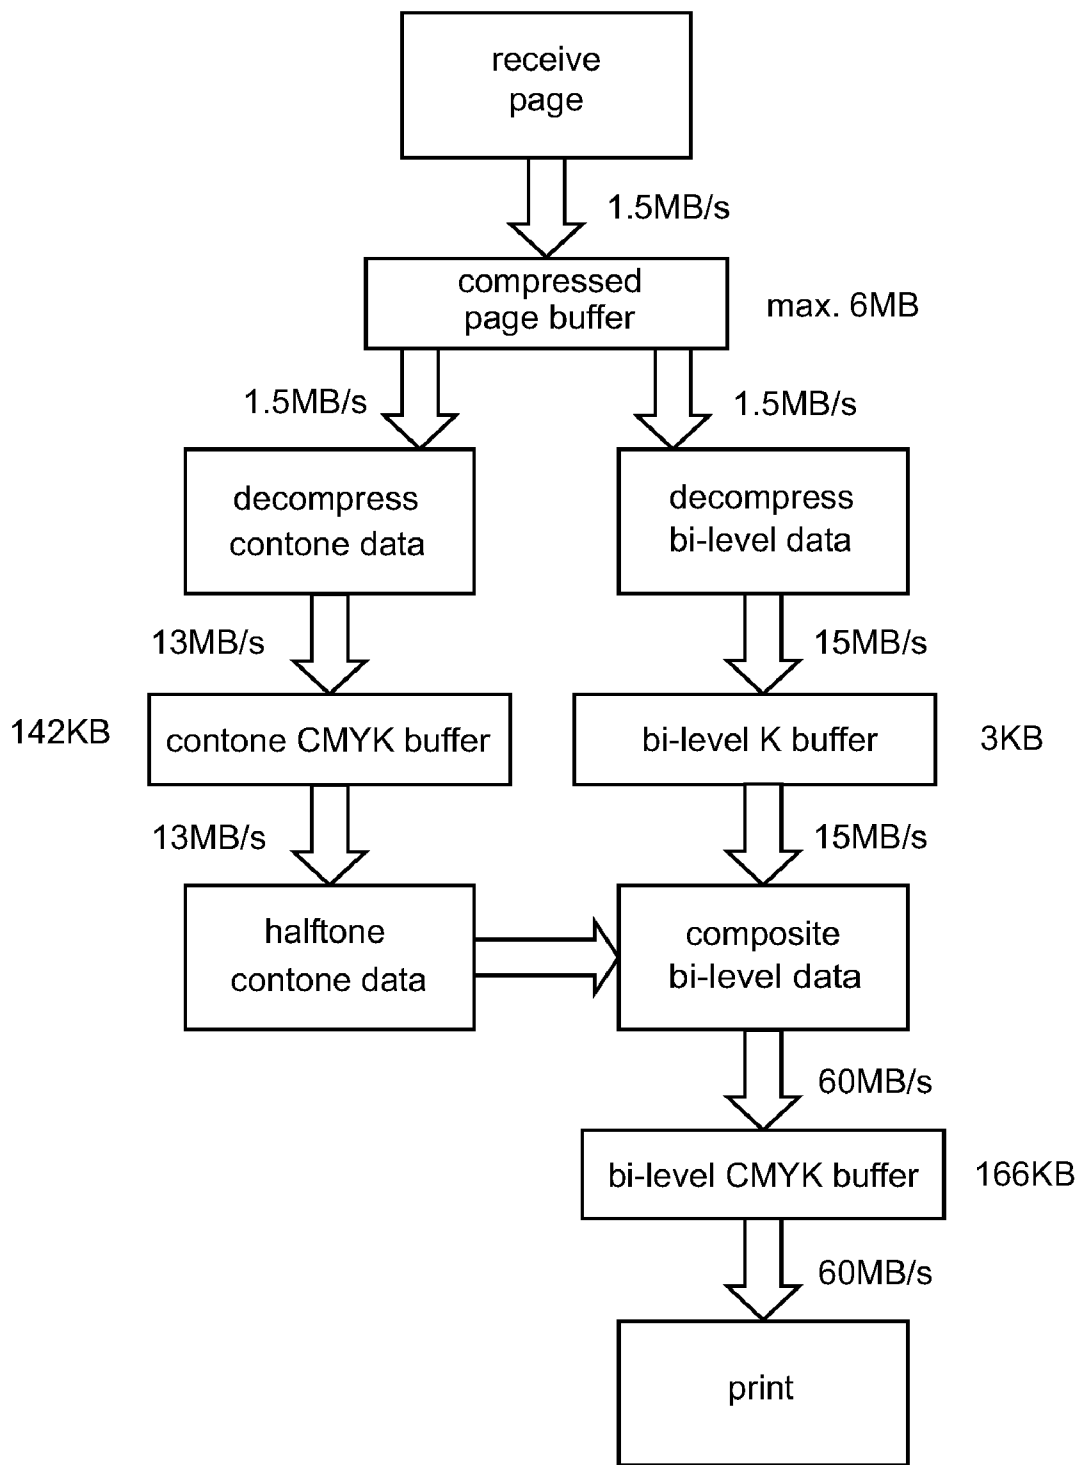 receive
page
1.5MB/s
compressed
page buffer
max. 6MB
1.5MB/s
1.5MB/s
decompress
contone data
decompress
bi-level data
13MB/s
15MB/s
142KB
contone CMYK buffer
bi-level K buffer
3KB
13MB/s
15MB/s
halftone
contone data
composite
bi-level data
60MB/s
bi-level CMYK buffer
166KB
60MB/s
print